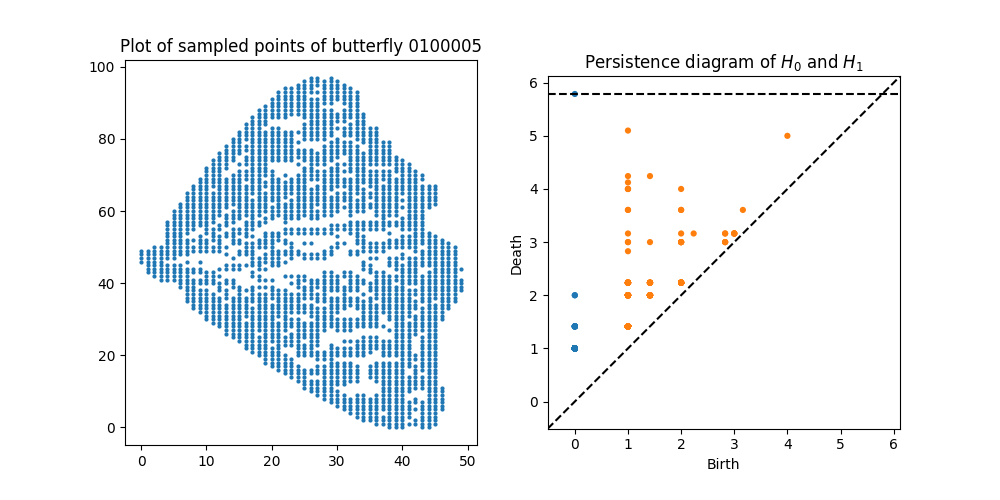 Plot of sampled points of butterfly 0100005
100
80
60
40
20
0
0 10 20 30 40 50
Persistence diagram of H₀ and H₁
6
5
4
3
2
1
0
Death
0 1 2 3 4 5 6
Birth